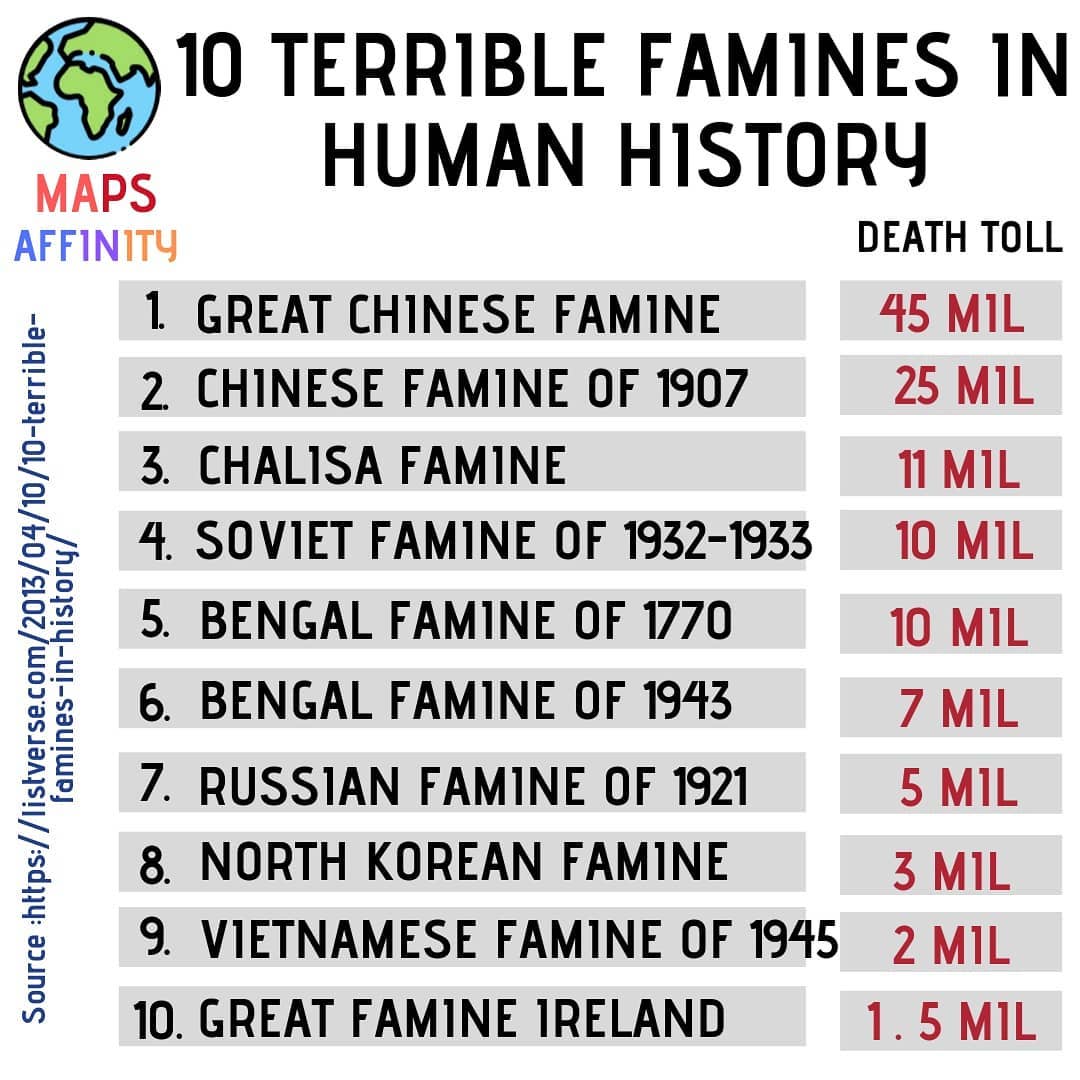 10 TERRIBLE FAMINES IN
HUMAN HISTORY
MAPS
AFFINITY
DEATH TOLL
1. GREAT CHINESE FAMINE 45 MIL
2. CHINESE FAMINE OF 1907 25 MIL
3. CHALISA FAMINE 11 MIL
4. SOVIET FAMINE OF 1932-1933 10 MIL
5. BENGAL FAMINE OF 1770 10 MIL
6. BENGAL FAMINE OF 1943 7 MIL
7. RUSSIAN FAMINE OF 1921 5 MIL
8. NORTH KOREAN FAMINE 3 MIL
9. VIETNAMESE FAMINE OF 1945 2 MIL
10. GREAT FAMINE IRELAND 1.5 MIL
Source :https://listverse.com/2013/04/10/10-terrible-
famines-in-history/